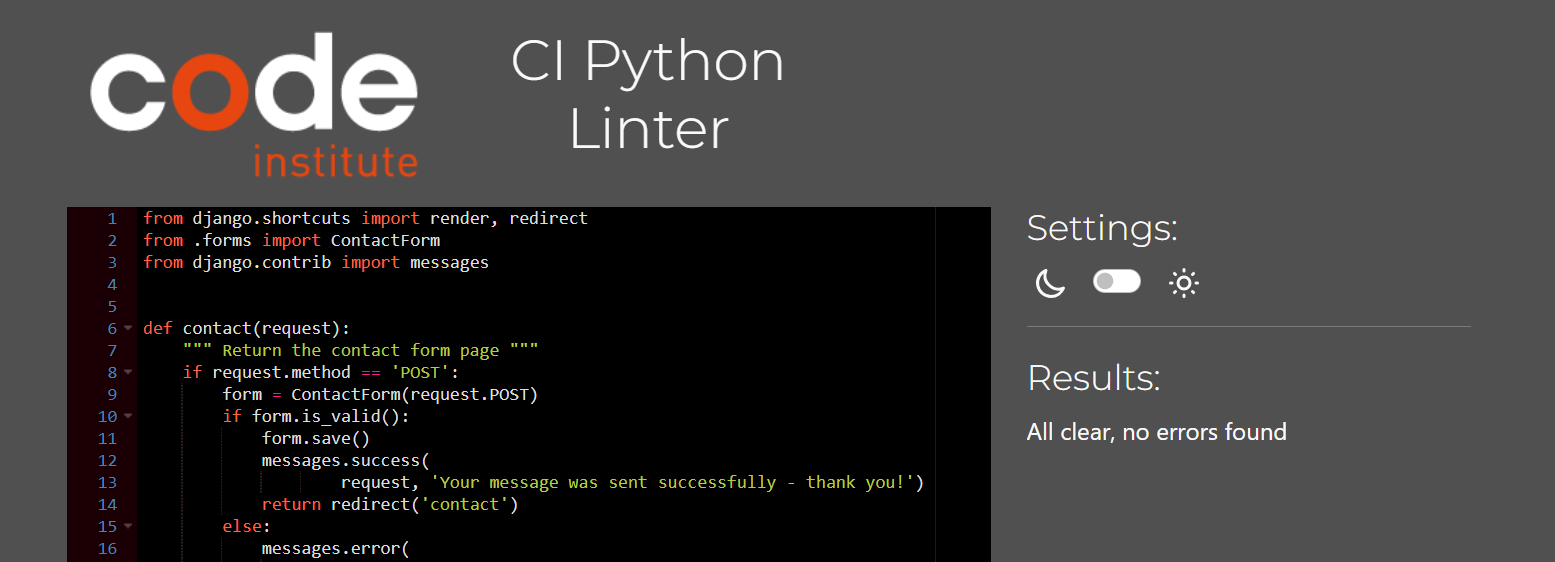 code
institute
CI Python
Linter
1 from django.shortcuts import render, redirect
2 from .forms import ContactForm
3 from django.contrib import messages
4
5
6 def contact(request):
7     """ Return the contact form page """
8     if request.method == 'POST':
9         form = ContactForm(request.POST)
10         if form.is_valid():
11             form.save()
12             messages.success(
13                     request, 'Your message was sent successfully - thank you!')
14             return redirect('contact')
15         else:
16             messages.error(
Settings:
Results:
All clear, no errors found